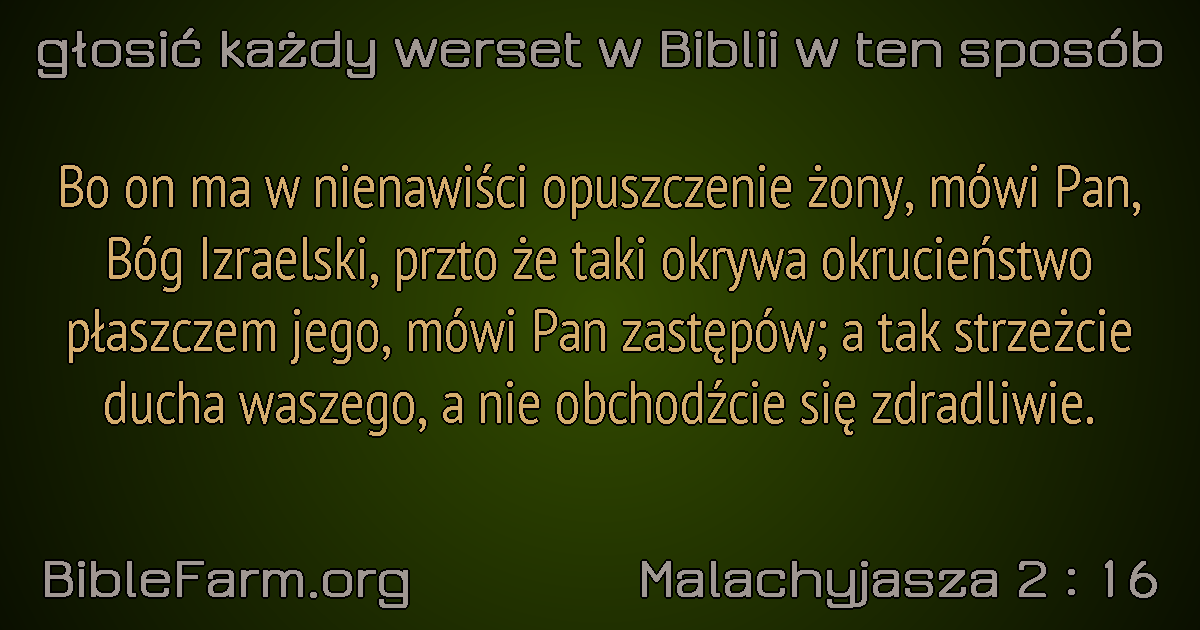 głosić każdy werset w Biblii w ten sposób
Bo on ma w nienawiści opuszczenie żony, mówi Pan,
Bóg Izraelski, przto że taki okrywa okrucieństwo
płaszczem jego, mówi Pan zastępów; a tak strzeżcie
ducha waszego, a nie obchodźcie się zdradliwie.
BibleFarm.org
Malachyjasza 2 : 16